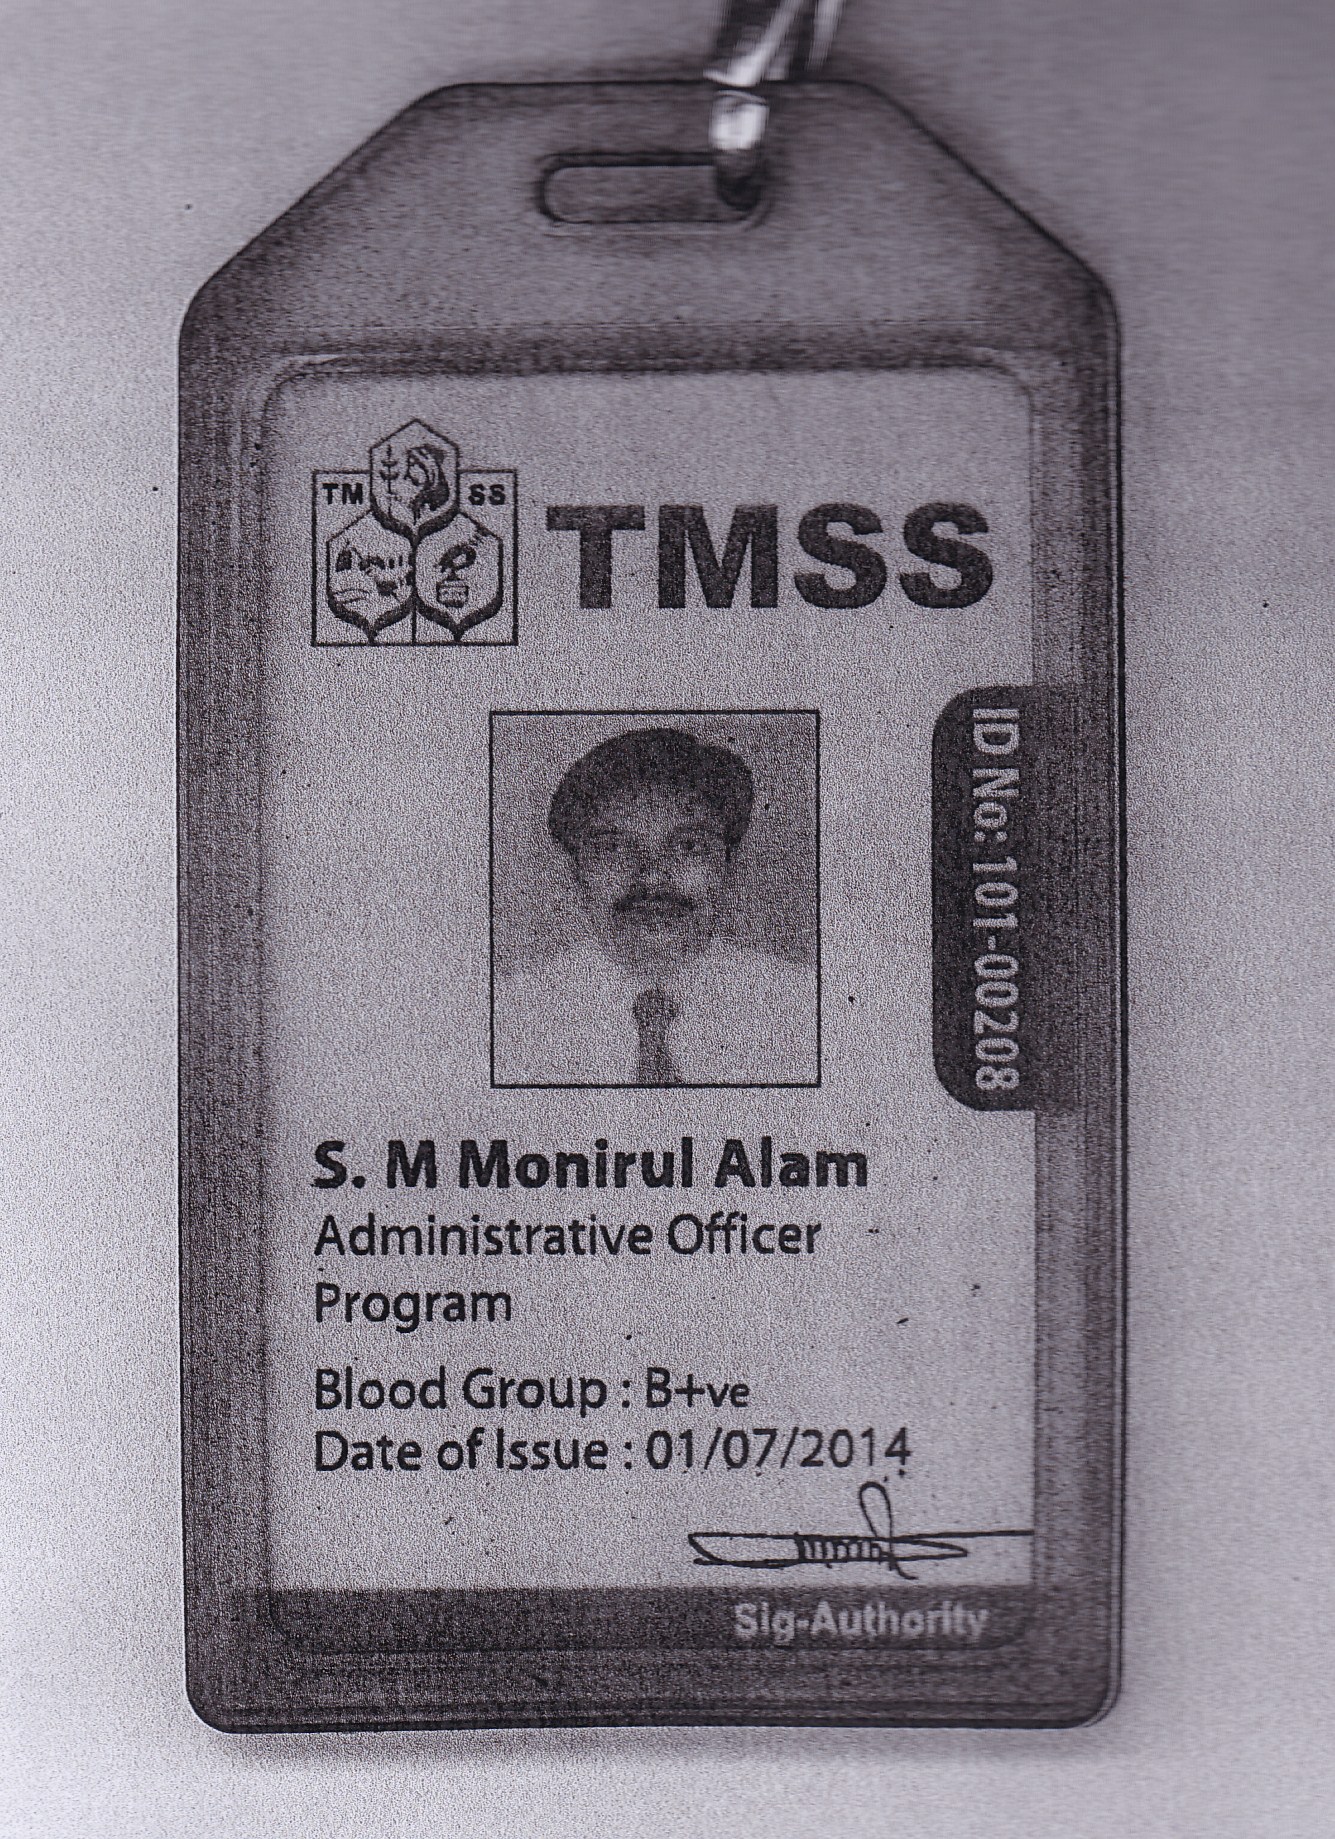 TM SS
TMSS
ID No: 101-00208
S. M Monirul Alam
Administrative Officer
Program
Blood Group : B+ve
Date of Issue : 01/07/2014
Sig-Authority